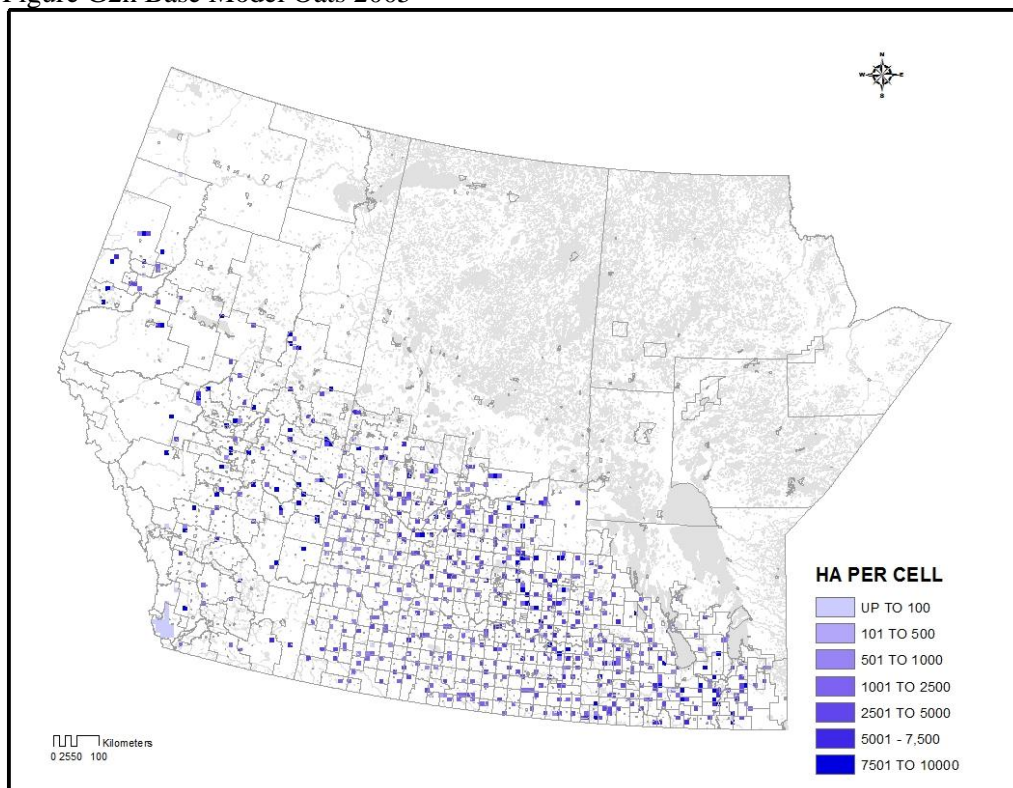 Figure G2h Base Model Oats 2005
N
W E
S
HA PER CELL
UP TO 100
101 TO 500
501 TO 1000
1001 TO 2500
2501 TO 5000
5001 - 7,500
7501 TO 10000
Kilometers
0 2550 100